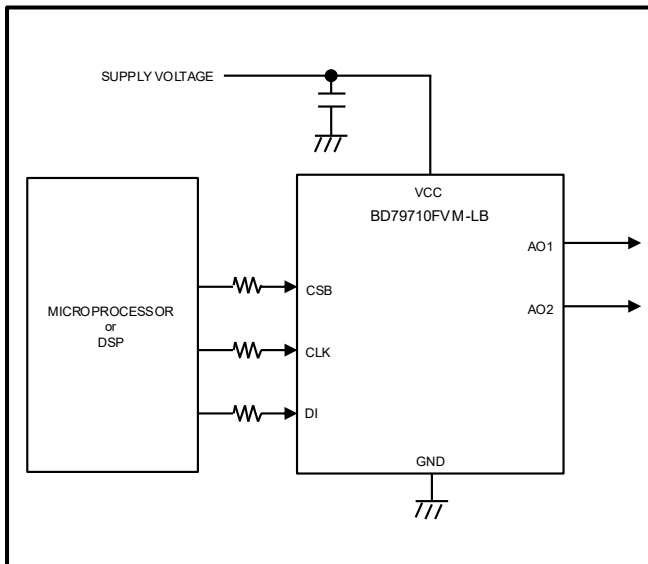 SUPPLY VOLTAGE
VCC
BD79710FVM-LB
AO1
CSB
MICROPROCESSOR
or
DSP
AO2
CLK
DI
GND